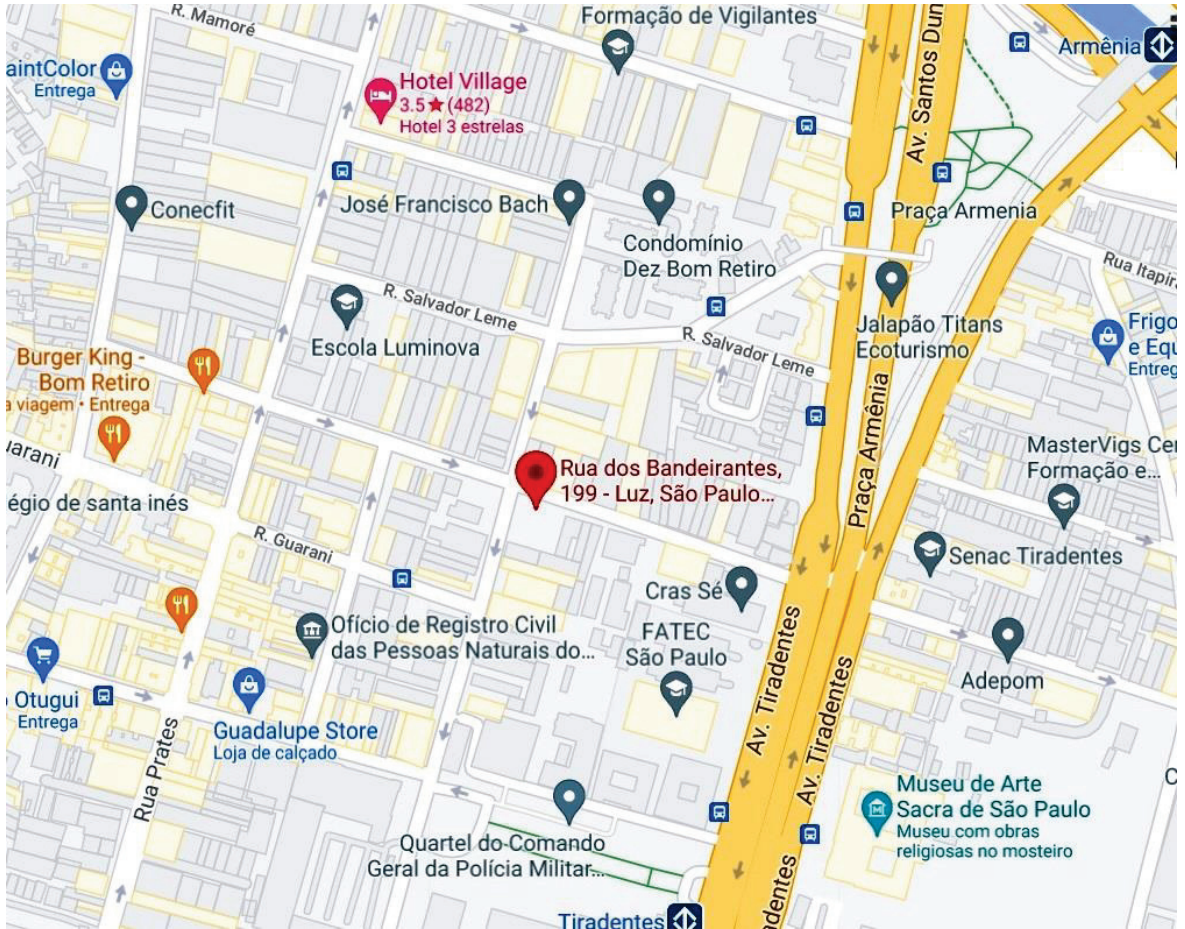 R. Mamoré
Formação de Vigilantes
Av. Santos Dum
Armênia
aintColor
Entrega
Hotel Village
3.5★(482)
Hotel 3 estrelas
Conecfit
José Francisco Bach
Condomínio
Dez Bom Retiro
Praça Armenia
Rua Itapira
R. Salvador Leme
Escola Luminova
R. Salvador Leme
Jalapão Titans
Ecoturismo
Frigo
e Equ
Entreg
Burger King -
Bom Retiro
a viagem • Entrega
uarani
Praça Armênia
MasterVigs Cen
Formação e...
Rua dos Bandeirantes,
199 - Luz, São Paulo...
égio de santa inés
R. Guarani
Senac Tiradentes
Cras Sé
Ofício de Registro Civil
das Pessoas Naturais do...
FATEC
São Paulo
Av. Tiradentes
Av. Tiradentes
Adepom
Otugui
Entrega
Guadalupe Store
Loja de calçado
Rua Prates
Museu de Arte
Sacra de São Paulo
Museu com obras
religiosas no mosteiro
C
M
Quartel do Comando
Geral da Polícia Militar...
Tiradentes
adentes